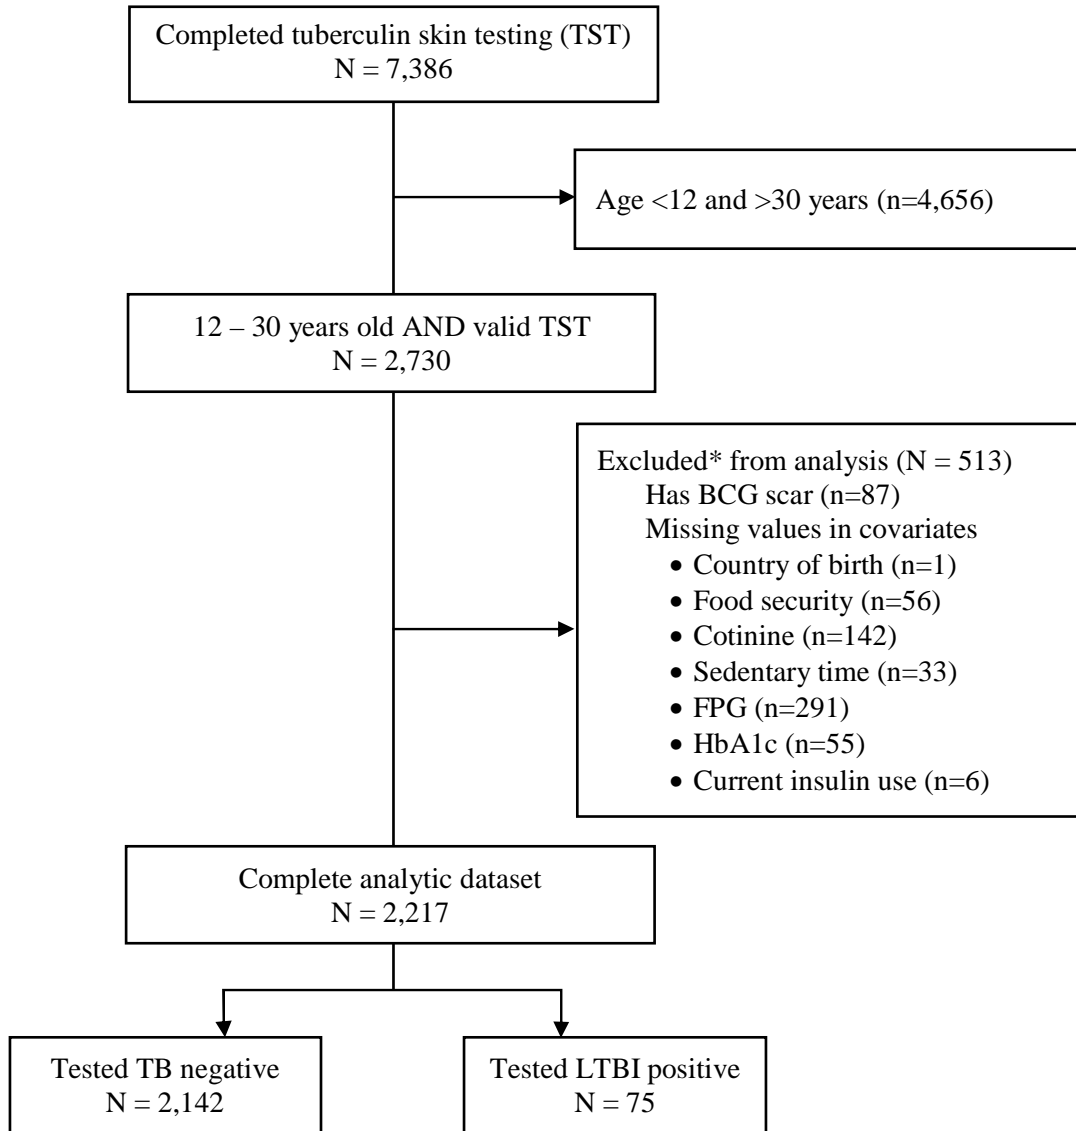 Completed tuberculin skin testing (TST)
N = 7,386
Age <12 and >30 years (n=4,656)
12 – 30 years old AND valid TST
N = 2,730
Excluded* from analysis (N = 513)
Has BCG scar (n=87)
Missing values in covariates
• Country of birth (n=1)
• Food security (n=56)
• Cotinine (n=142)
• Sedentary time (n=33)
• FPG (n=291)
• HbA1c (n=55)
• Current insulin use (n=6)
Complete analytic dataset
N = 2,217
Tested TB negative
N = 2,142
Tested LTBI positive
N = 75